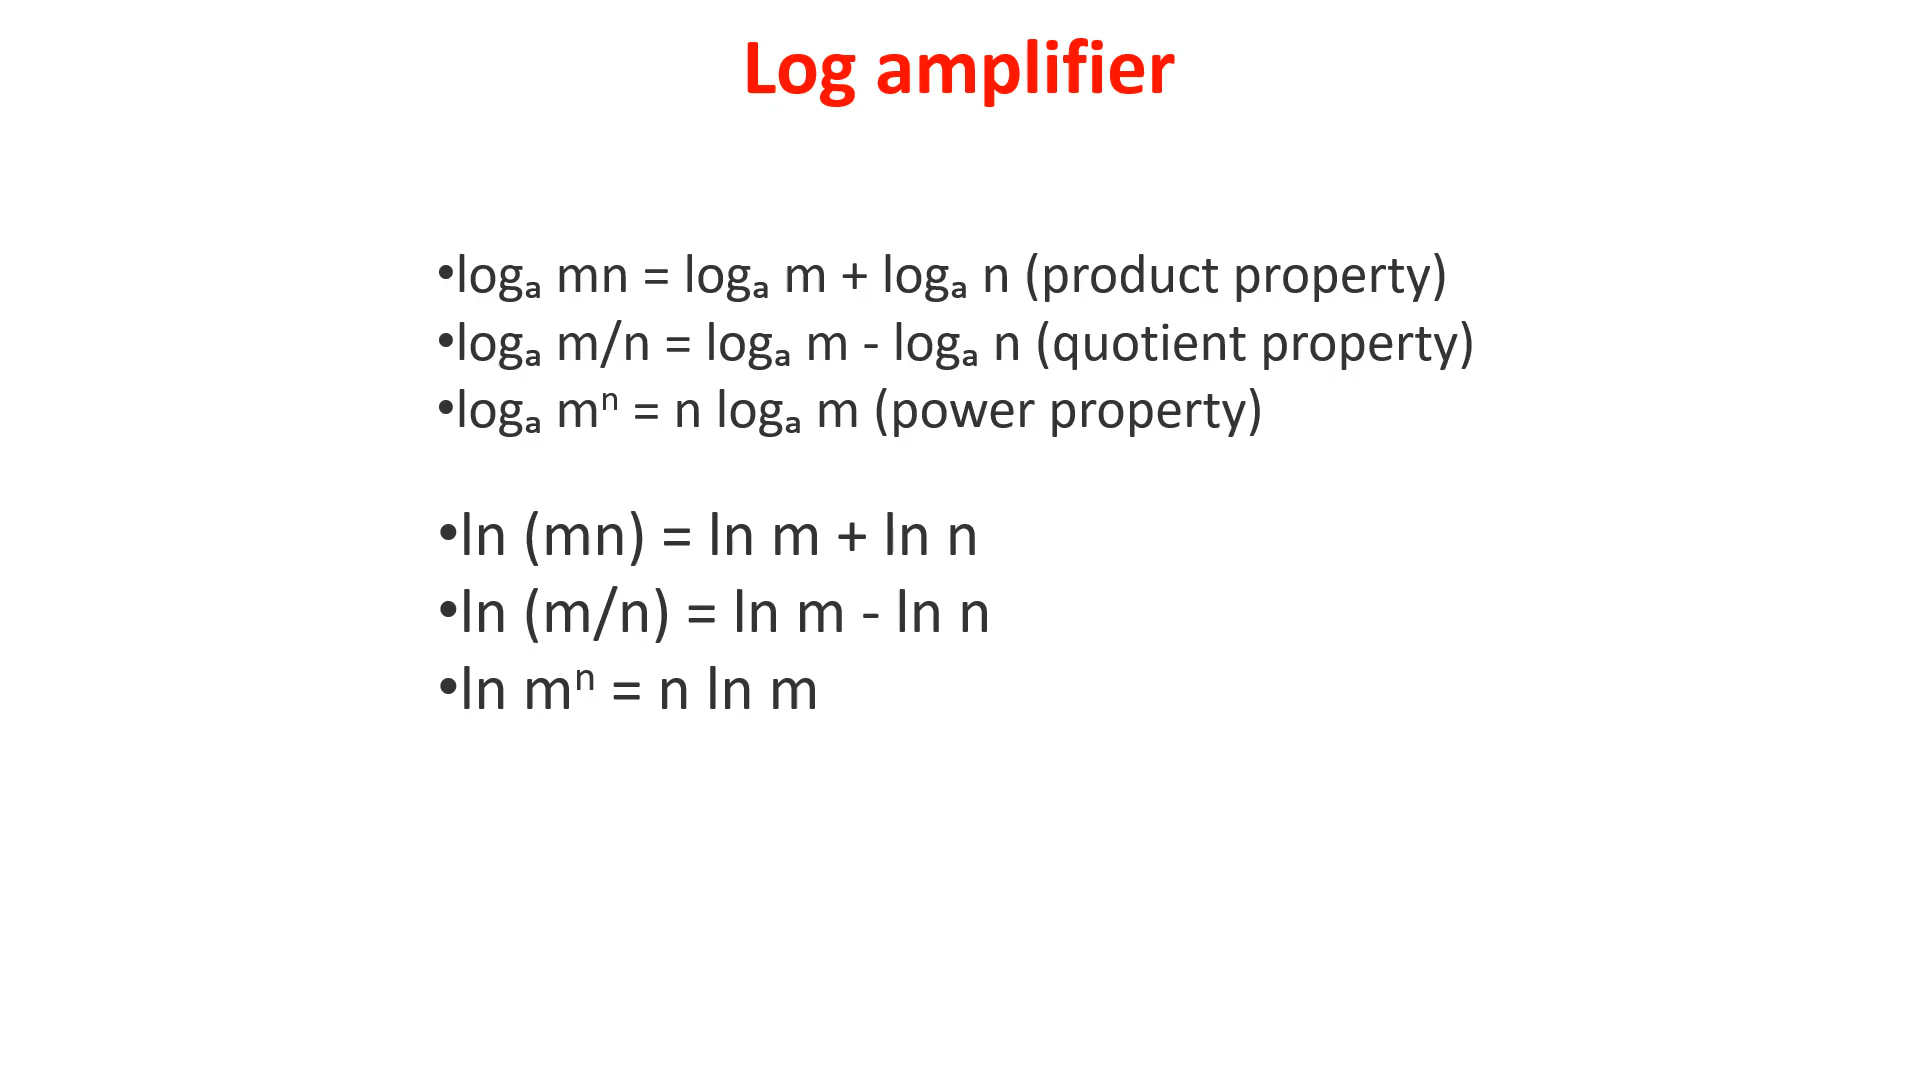 Log amplifier
•logₐ mn = logₐ m + logₐ n (product property)
•logₐ m/n = logₐ m - logₐ n (quotient property)
•logₐ mⁿ = n logₐ m (power property)
•ln (mn) = ln m + ln n
•ln (m/n) = ln m - ln n
•ln mⁿ = n ln m